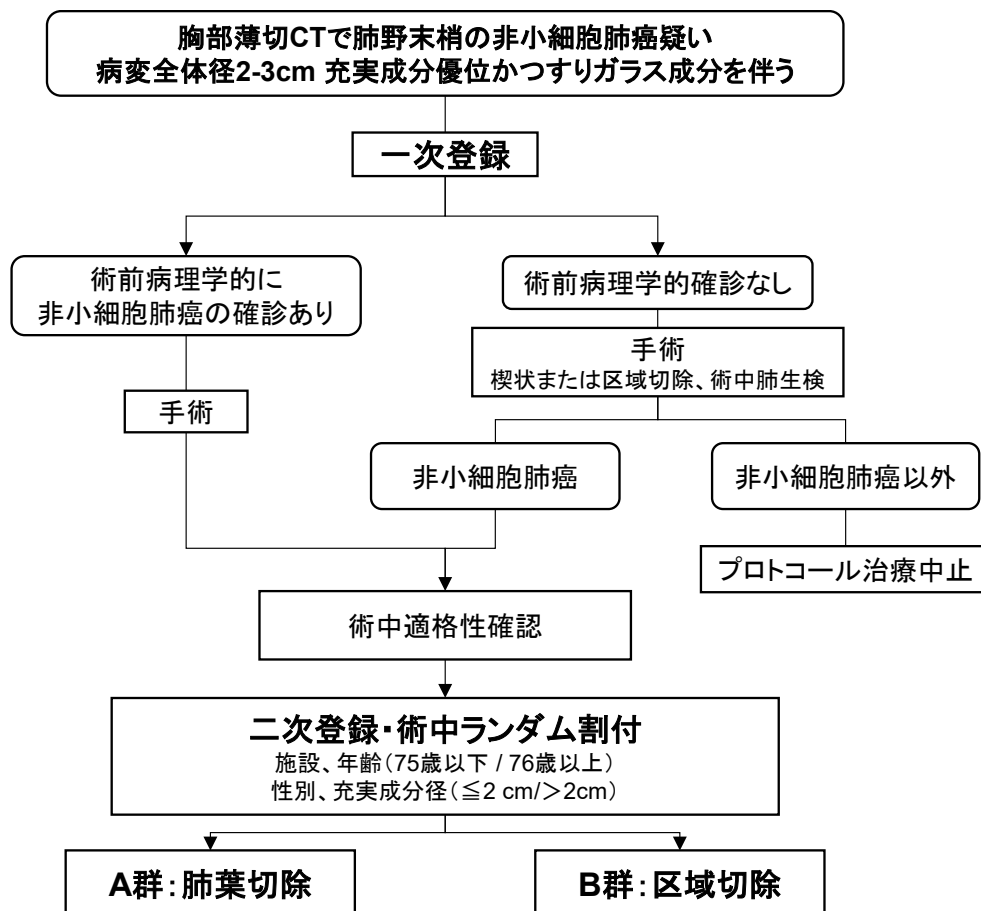 胸部薄切CTで肺野末梢の非小細胞肺癌疑い
病変全体径2-3cm 充実成分優位かつすりガラス成分を伴う
一次登録
術前病理学的に
非小細胞肺癌の確診あり
術前病理学的確診なし
手術
楔状または区域切除、術中肺生検
手術
非小細胞肺癌
非小細胞肺癌以外
プロトコール治療中止
術中適格性確認
二次登録・術中ランダム割付
施設、年齢(75歳以下 / 76歳以上)
性別、充実成分径(≦2 cm/＞2cm)
A群：肺葉切除
B群：区域切除